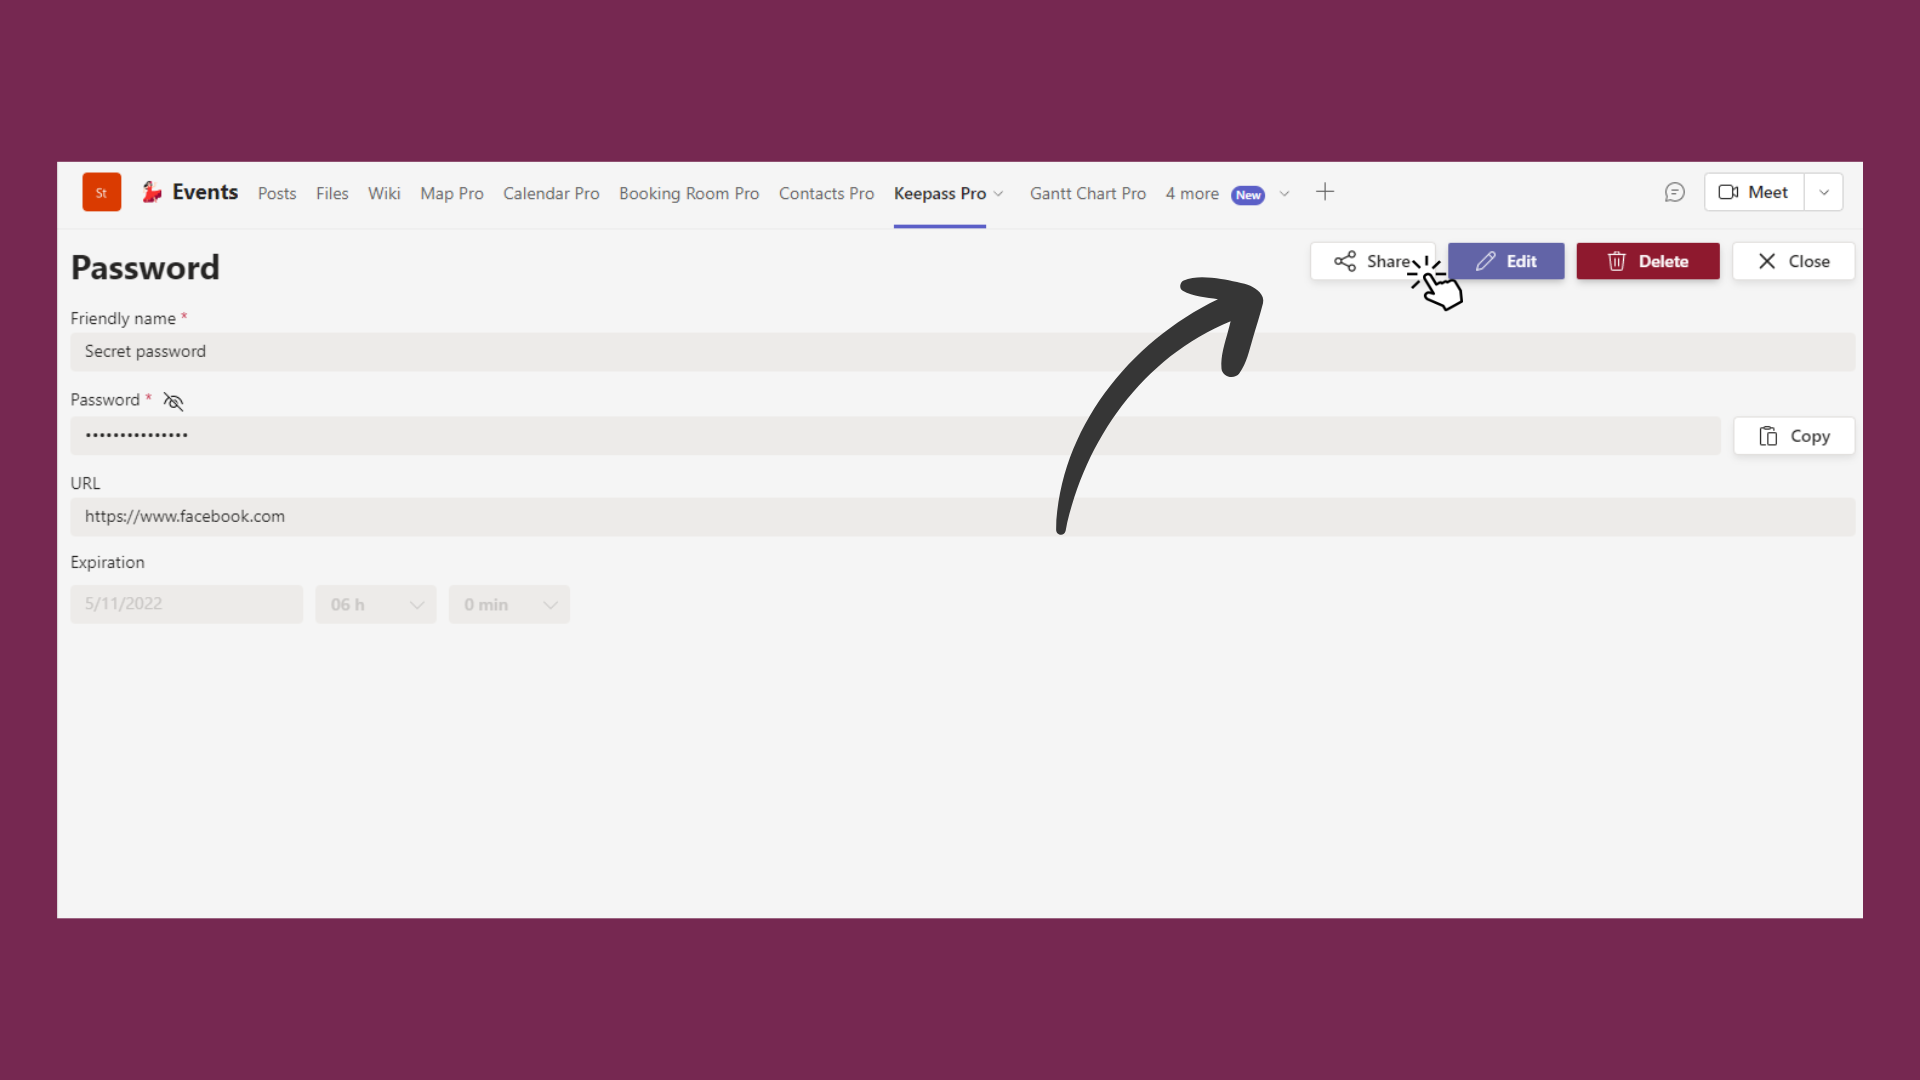 St Events Posts Files Wiki Map Pro Calendar Pro Booking Room Pro Contacts Pro Keepass Pro Gantt Chart Pro 4 more New Meet
Password Share Edit Delete Close
Friendly name *
Secret password
Password *
•••••••••••••••
Copy
URL
https://www.facebook.com
Expiration
5/11/2022 06 h 0 min